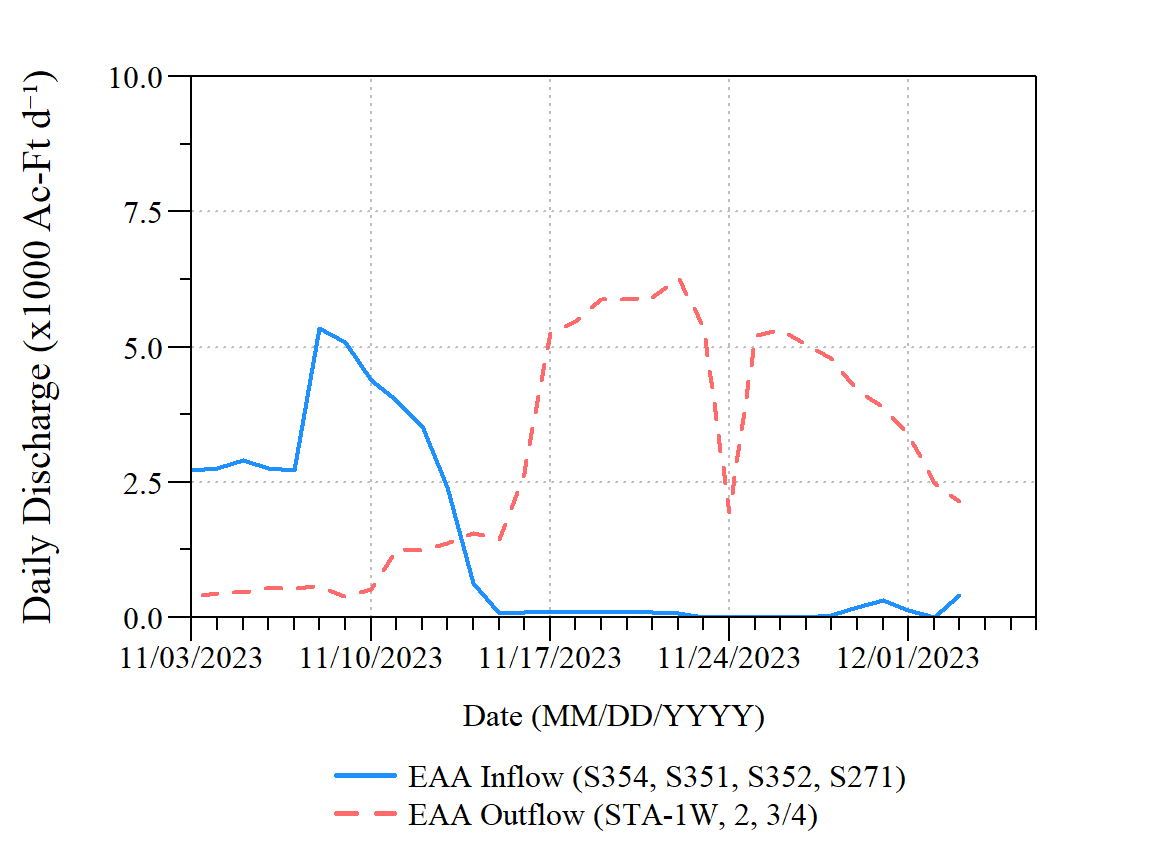 Daily Discharge (x1000 Ac-Ft d⁻¹)
10.0
7.5
5.0
2.5
0.0
11/03/2023 11/10/2023 11/17/2023 11/24/2023 12/01/2023
Date (MM/DD/YYYY)
EAA Inflow (S354, S351, S352, S271)
EAA Outflow (STA-1W, 2, 3/4)